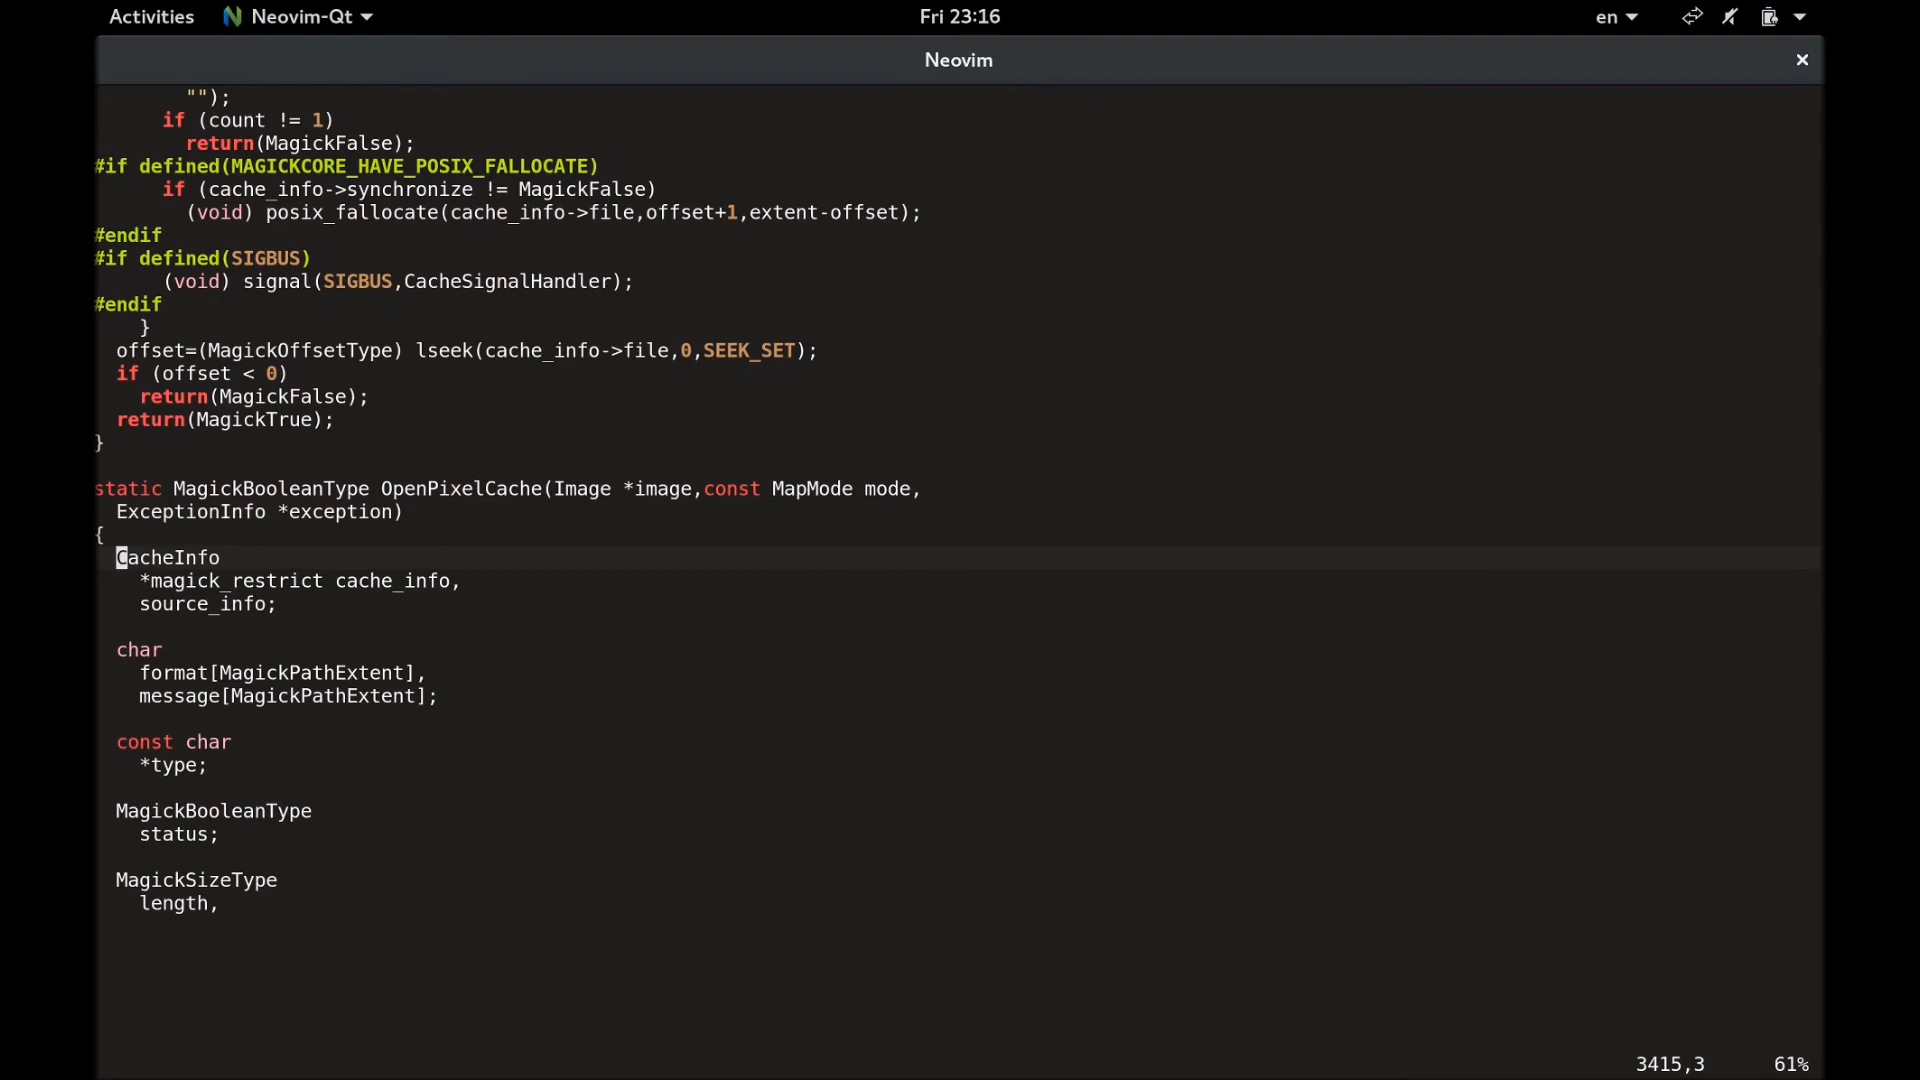 Activities Neovim-Qt Fri 23:16 en
Neovim
"");
if (count != 1)
return(MagickFalse);
#if defined(MAGICKCORE_HAVE_POSIX_FALLOCATE)
if (cache_info->synchronize != MagickFalse)
(void) posix_fallocate(cache_info->file,offset+1,extent-offset);
#endif
#if defined(SIGBUS)
(void) signal(SIGBUS,CacheSignalHandler);
#endif
}
offset=(MagickOffsetType) lseek(cache_info->file,0,SEEK_SET);
if (offset < 0)
return(MagickFalse);
return(MagickTrue);
}
static MagickBooleanType OpenPixelCache(Image *image,const MapMode mode,
ExceptionInfo *exception)
{
CacheInfo
*magick_restrict cache_info,
source_info;
char
format[MagickPathExtent],
message[MagickPathExtent];
const char
*type;
MagickBooleanType
status;
MagickSizeType
length,
3415,3 61%